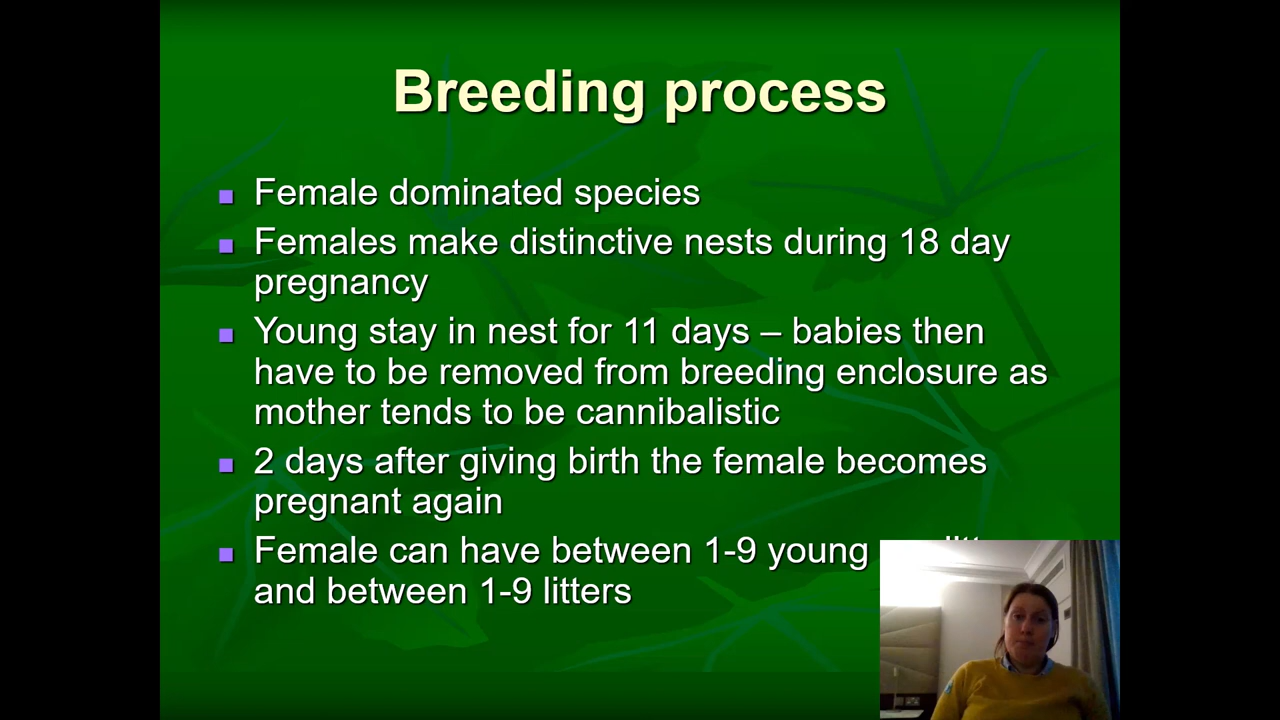 Breeding process
Female dominated species
Females make distinctive nests during 18 day
pregnancy
Young stay in nest for 11 days – babies then
have to be removed from breeding enclosure as
mother tends to be cannibalistic
2 days after giving birth the female becomes
pregnant again
Female can have between 1-9 young
and between 1-9 litters